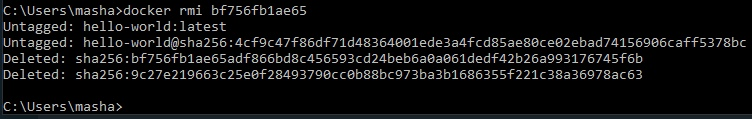 C:\Users\masha>docker rmi bf756fb1ae65
Untagged: hello-world:latest
Untagged: hello-world@sha256:4cf9c47f86df71d48364001ede3a4fcd85ae80ce02ebad74156906caff5378bc
Deleted: sha256:bf756fb1ae65adf866bd8c456593cd24beb6a0a061dedf42b26a993176745f6b
Deleted: sha256:9c27e219663c25e0f28493790cc0b88bc973ba3b1686355f221c38a36978ac63
C:\Users\masha>